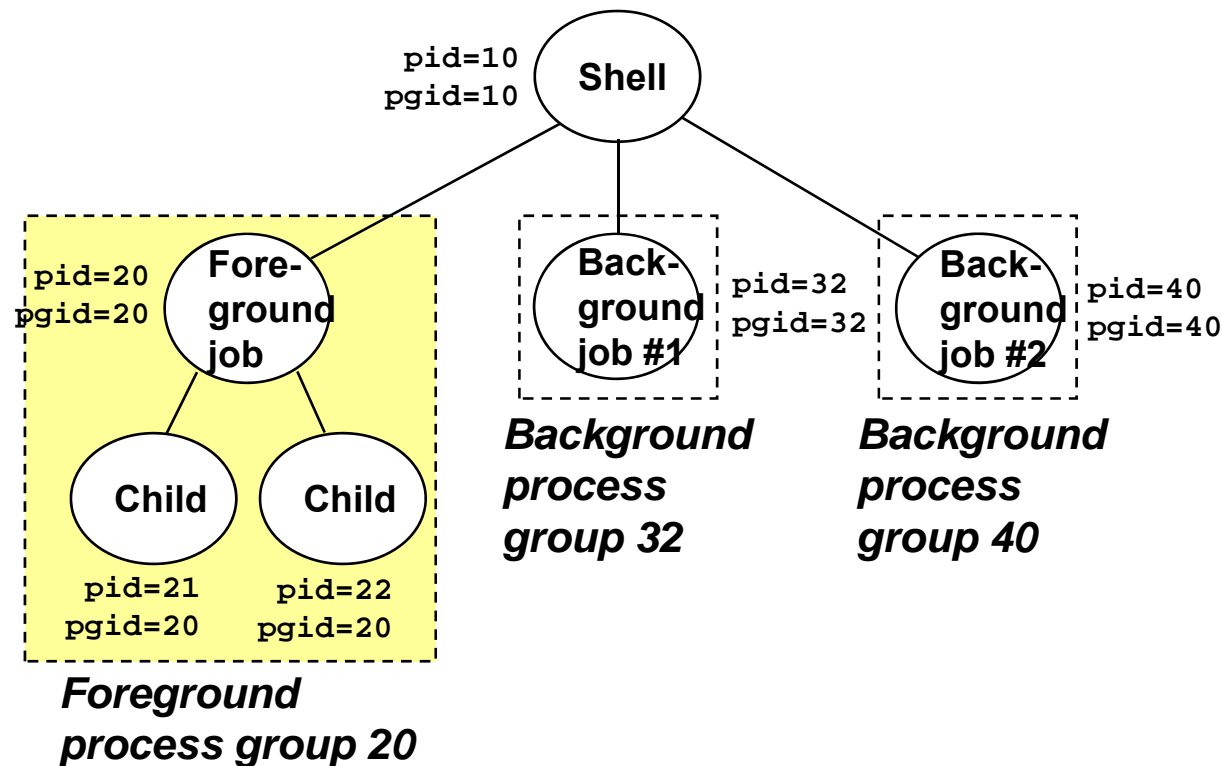 pid=10
pgid=10
Shell
pid=20
pgid=20
Fore-
ground
job
Back-
ground
job #1
pid=32
pgid=32
Back-
ground
job #2
pid=40
pgid=40
Child
Child
pid=21
pgid=20
pid=22
pgid=20
Background
process
group 32
Background
process
group 40
Foreground
process group 20